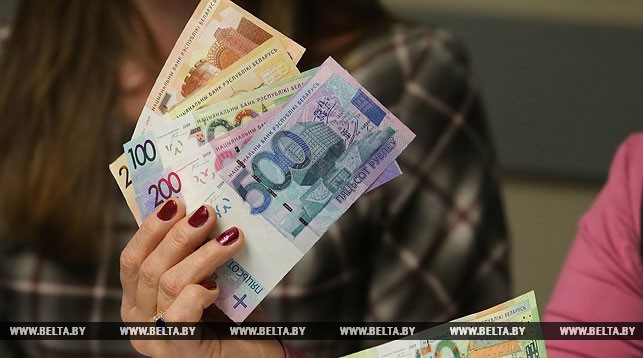 НАЦЫЯНАЛЬНЫ БАНК РЭСПУБЛІКІ БЕЛАРУСЬ
НАЦЫЯНАЛЬНЫ БАНК РЭСПУБЛІКІ БЕЛАРУСЬ
НАЦЫЯНАЛЬНЫ БАНК РЭСПУБЛІКІ БЕЛАРУСЬ
НАЦЫЯНАЛЬНЫ БАНК РЭСПУБЛІКІ БЕЛАРУСЬ
100
200
500
ПЯЦЬСОТ РУБЛЁЎ
ПЯЦЬСОТ
WWW.BELTA.BY WWW.BELTA.BY WWW.BELTA.BY WWW.BELTA.BY WWW.BELTA.BY WWW.BELTA.BY